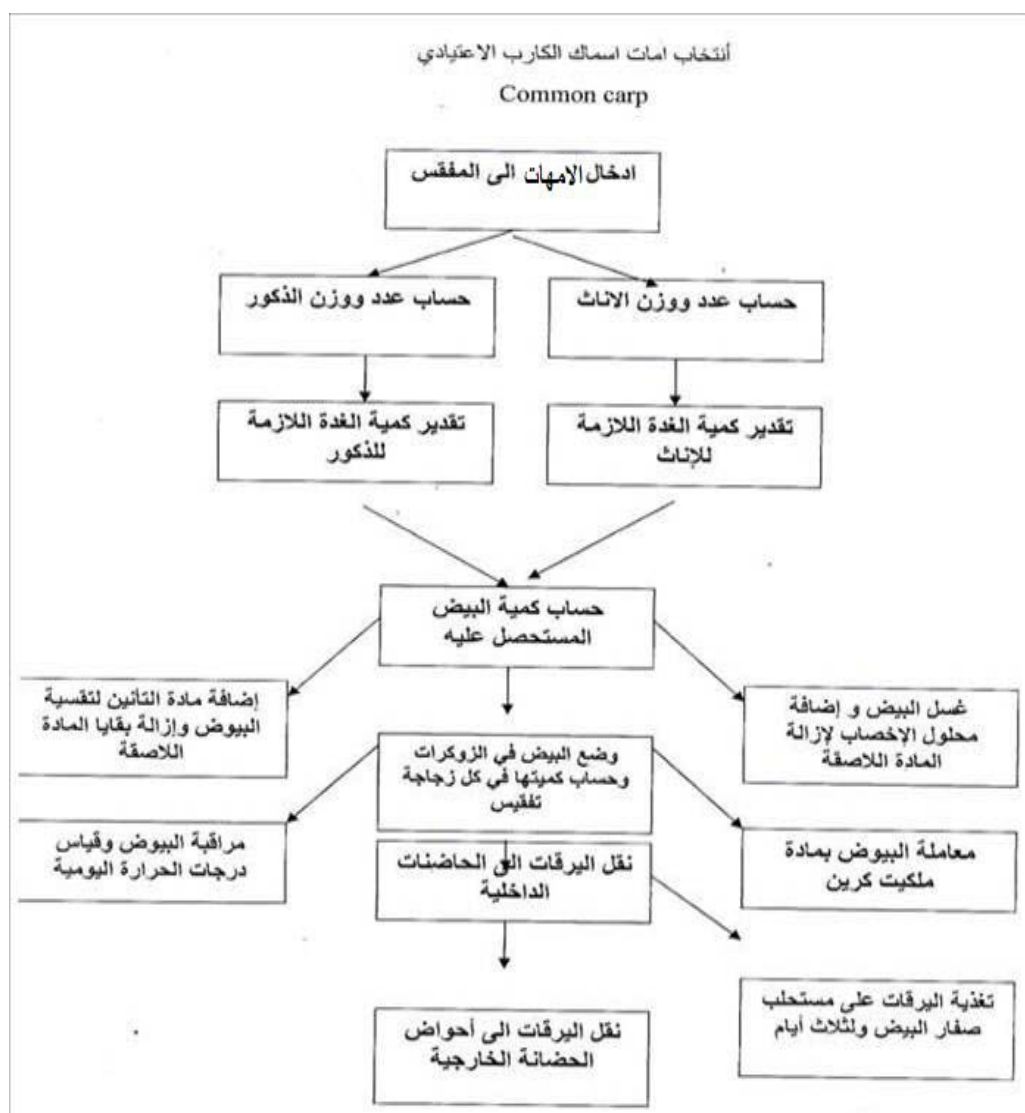 أنتخاب امات اسماك الكارب الاعتيادي
Common carp
ادخال الامهات الى المفقس
حساب عدد ووزن الاناث
حساب عدد ووزن الذكور
تقدير كمية الغدة اللازمة
للإناث
تقدير كمية الغدة اللازمة
للذكور
حساب كمية البيض
المستحصل عليه
غسل البيض و إضافة
محلول الإخصاب لإزالة
المادة اللاصقة
إضافة مادة التأنين لتقسية
البيوض وإزالة بقايا المادة
اللاصقة
وضع البيض في الزوكرات
وحساب كميتها في كل زجاجة
تفقيس
معاملة البيوض بمادة
ملكيت كرين
مراقبة البيوض وقياس
درجات الحرارة اليومية
نقل اليرقات الى الحاضنات
الداخلية
تغذية اليرقات على مستحلب
صفار البيض ولثلاث أيام
نقل اليرقات الى أحواض
الحضانة الخارجية